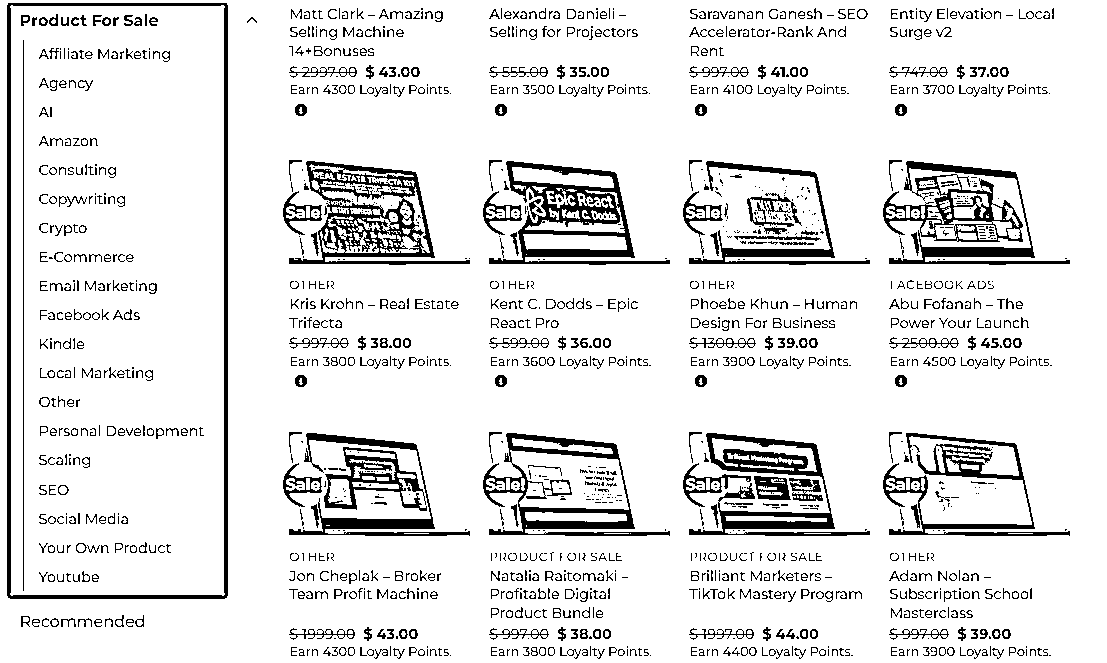 Product For Sale
Affiliate Marketing
Agency
AI
Amazon
Consulting
Copywriting
Crypto
E-Commerce
Email Marketing
Facebook Ads
Kindle
Local Marketing
Other
Personal Development
Scaling
SEO
Social Media
Your Own Product
Youtube
Recommended
Matt Clark – Amazing
Selling Machine
14+Bonuses
$ 2997.00 $ 43.00
Earn 4300 Loyalty Points.
Alexandra Danieli –
Selling for Projectors
$ 555.00 $ 35.00
Earn 3500 Loyalty Points.
Saravanan Ganesh – SEO
Accelerator-Rank And
Rent
$ 997.00 $ 41.00
Earn 4100 Loyalty Points.
Entity Elevation – Local
Surge v2
$ 747.00 $ 37.00
Earn 3700 Loyalty Points.
Sale!
OTHER
Kris Krohn – Real Estate
Trifecta
$ 997.00 $ 38.00
Earn 3800 Loyalty Points.
Sale!
Epic React
by Kent C. Dodds
OTHER
Kent C. Dodds – Epic
React Pro
$ 599.00 $ 36.00
Earn 3600 Loyalty Points.
Sale!
OTHER
Phoebe Khun – Human
Design For Business
$ 1300.00 $ 39.00
Earn 3900 Loyalty Points.
Sale!
FACEBOOK ADS
Abu Fofanah – The
Power Your Launch
$ 2500.00 $ 45.00
Earn 4500 Loyalty Points.
Sale!
OTHER
Jon Cheplak – Broker
Team Profit Machine
$ 1999.00 $ 43.00
Earn 4300 Loyalty Points.
Sale!
PRODUCT FOR SALE
Natalia Raitomaki –
Profitable Digital
Product Bundle
$ 997.00 $ 38.00
Earn 3800 Loyalty Points.
Sale!
PRODUCT FOR SALE
Brilliant Marketers –
TikTok Mastery Program
$ 1997.00 $ 44.00
Earn 4400 Loyalty Points.
Sale!
OTHER
Adam Nolan –
Subscription School
Masterclass
$ 997.00 $ 39.00
Earn 3900 Loyalty Points.